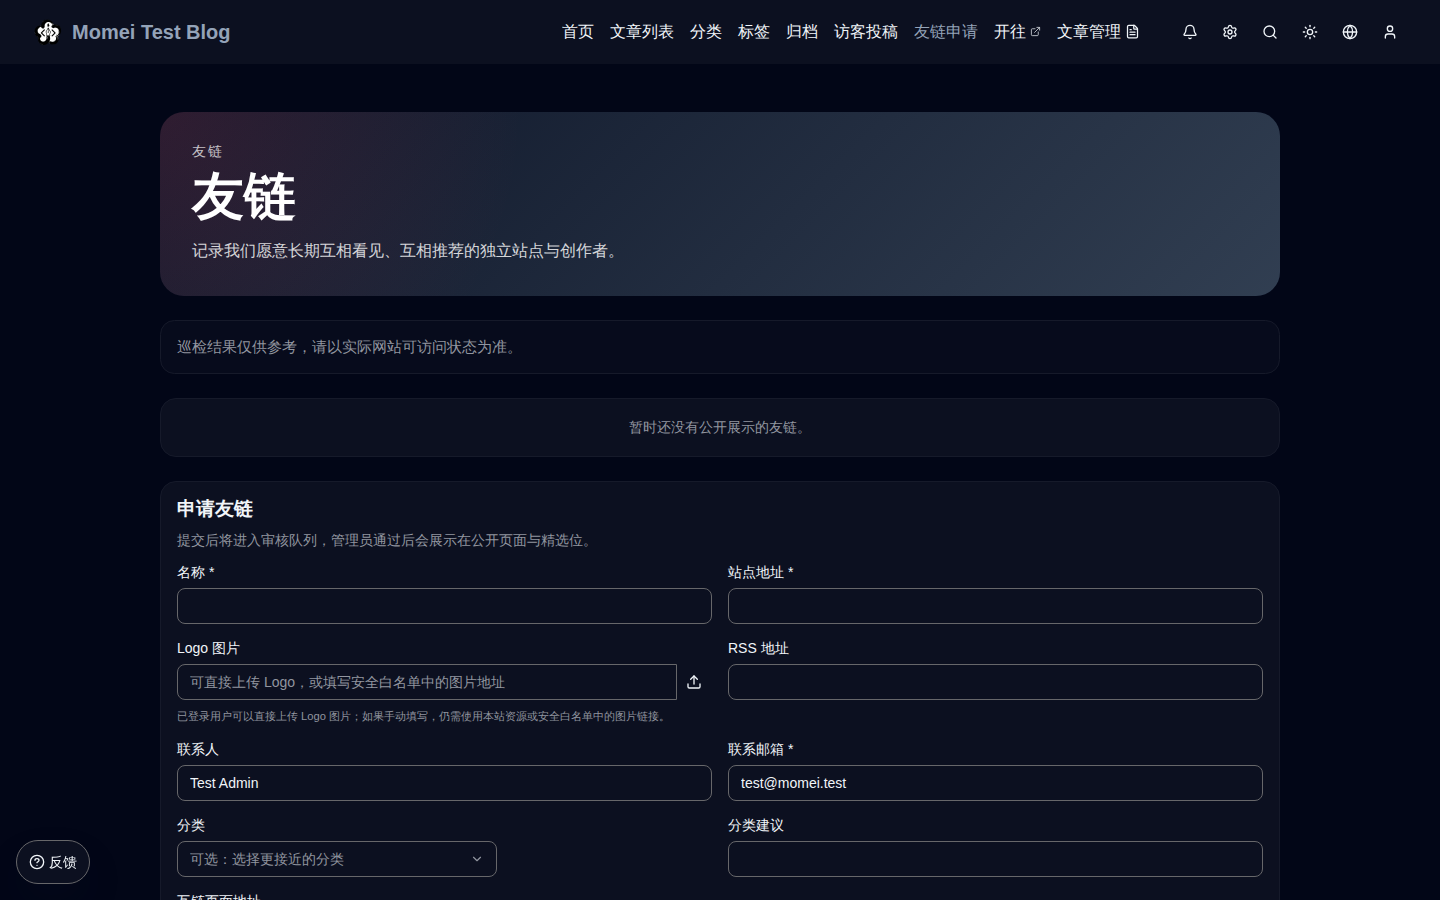 Momei Test Blog
首页 文章列表 分类 标签 归档 访客投稿 友链申请 开往 文章管理
友链
友链
记录我们愿意长期互相看见、互相推荐的独立站点与创作者。
巡检结果仅供参考，请以实际网站可访问状态为准。
暂时还没有公开展示的友链。
申请友链
提交后将进入审核队列，管理员通过后会展示在公开页面与精选位。
名称 * 站点地址 *
Logo 图片 RSS 地址
可直接上传 Logo，或填写安全白名单中的图片地址
已登录用户可以直接上传 Logo 图片；如果手动填写，仍需使用本站资源或安全白名单中的图片链接。
联系人 联系邮箱 *
Test Admin test@momei.test
分类 分类建议
可选：选择更接近的分类
反馈
互链页面地址